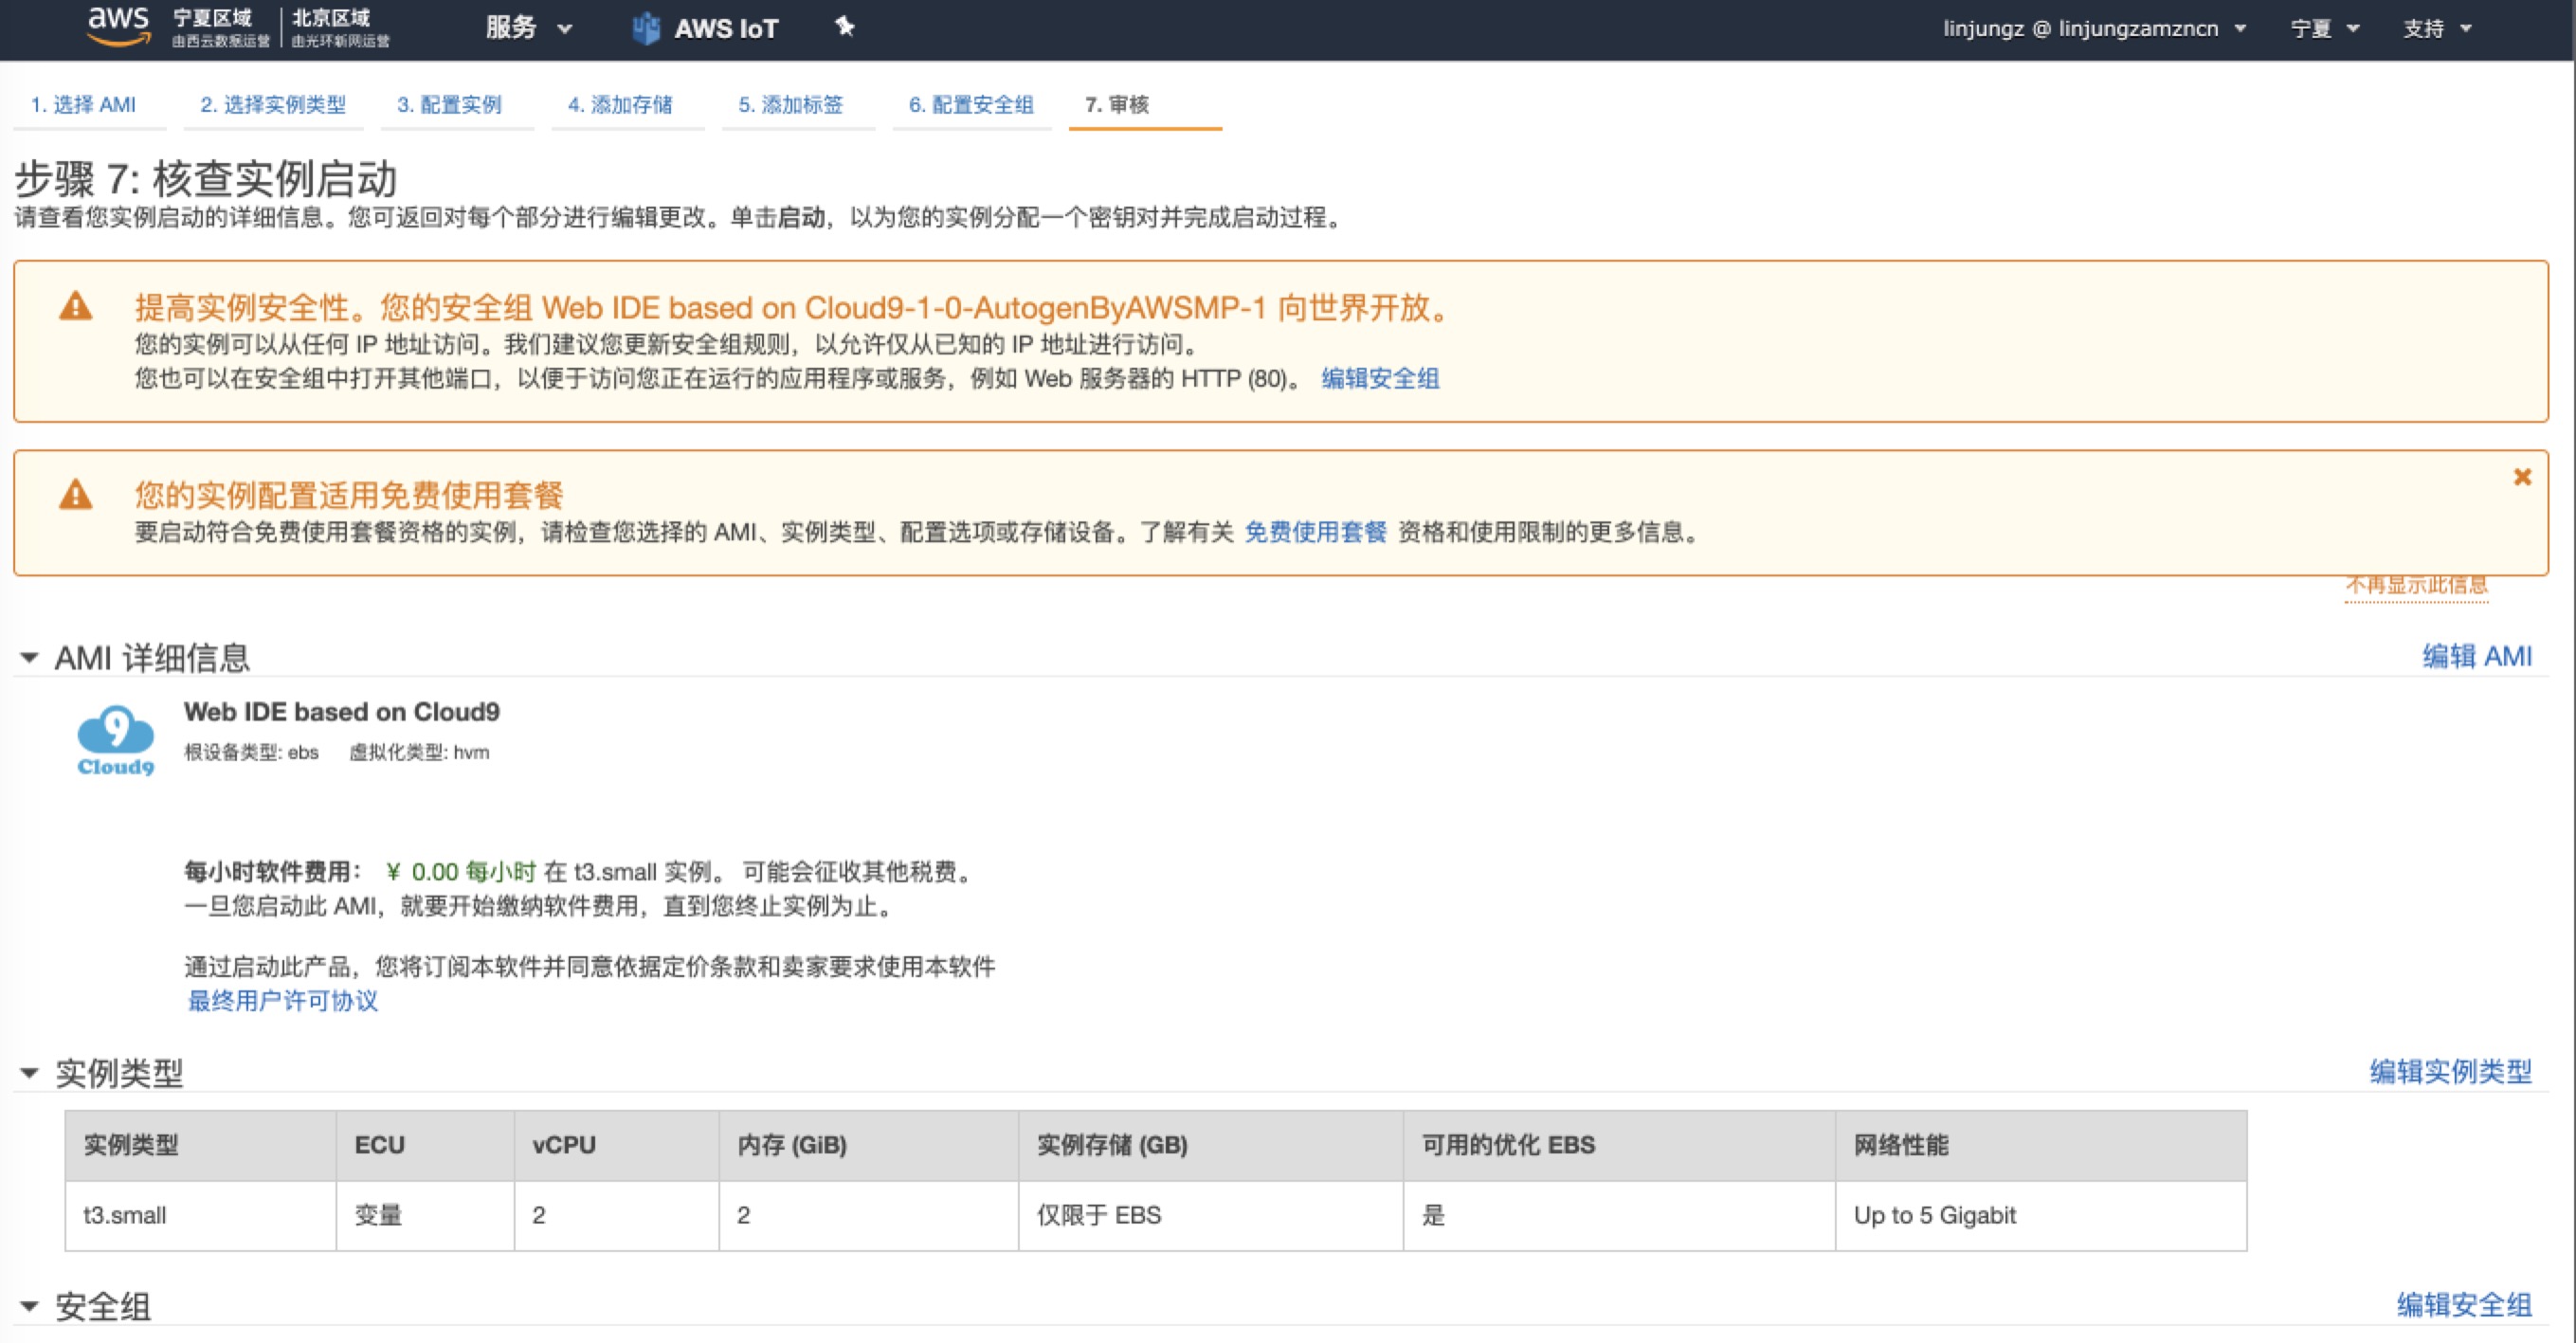 aws 宁夏区域 北京区域
由西云数据运营 由光环新网运营
服务 AWS IoT linjungz @ linjungzamzncn 宁夏 支持
1. 选择 AMI 2. 选择实例类型 3. 配置实例 4. 添加存储 5. 添加标签 6. 配置安全组 7. 审核
步骤 7: 核查实例启动
请查看您实例启动的详细信息。您可返回对每个部分进行编辑更改。单击启动，以为您的实例分配一个密钥对并完成启动过程。
提高实例安全性。您的安全组 Web IDE based on Cloud9-1-0-AutogenByAWSMP-1 向世界开放。
您的实例可以从任何 IP 地址访问。我们建议您更新安全组规则，以允许仅从已知的 IP 地址进行访问。
您也可以在安全组中打开其他端口，以便于访问您正在运行的应用程序或服务，例如 Web 服务器的 HTTP (80)。 编辑安全组
您的实例配置适用免费使用套餐
要启动符合免费使用套餐资格的实例，请检查您选择的 AMI、实例类型、配置选项或存储设备。了解有关 免费使用套餐 资格和使用限制的更多信息。
不再显示此信息
AMI 详细信息 编辑 AMI
9
Cloud9
Web IDE based on Cloud9
根设备类型: ebs 虚拟化类型: hvm
每小时软件费用： ¥ 0.00 每小时 在 t3.small 实例。 可能会征收其他税费。
一旦您启动此 AMI，就要开始缴纳软件费用，直到您终止实例为止。
通过启动此产品，您将订阅本软件并同意依据定价条款和卖家要求使用本软件
最终用户许可协议
实例类型 编辑实例类型
实例类型 ECU vCPU 内存 (GiB) 实例存储 (GB) 可用的优化 EBS 网络性能
t3.small 变量 2 2 仅限于 EBS 是 Up to 5 Gigabit
安全组 编辑安全组